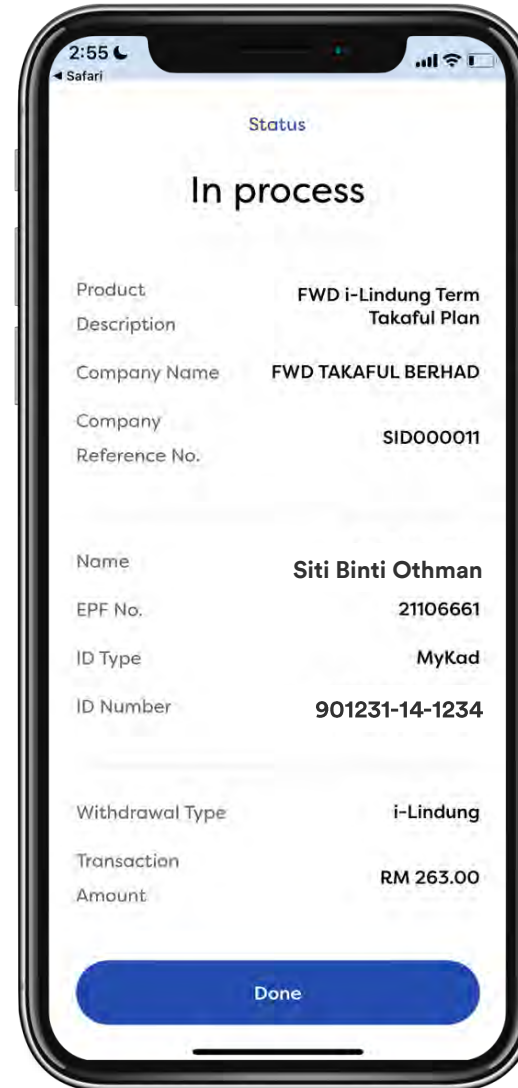 2:55
Safari
Status
In process
Product
Description
FWD i-Lindung Term
Takaful Plan
Company Name FWD TAKAFUL BERHAD
Company
Reference No.
SID000011
Name Siti Binti Othman
EPF No. 21106661
ID Type MyKad
ID Number 901231-14-1234
Withdrawal Type i-Lindung
Transaction
Amount
RM 263.00
Done